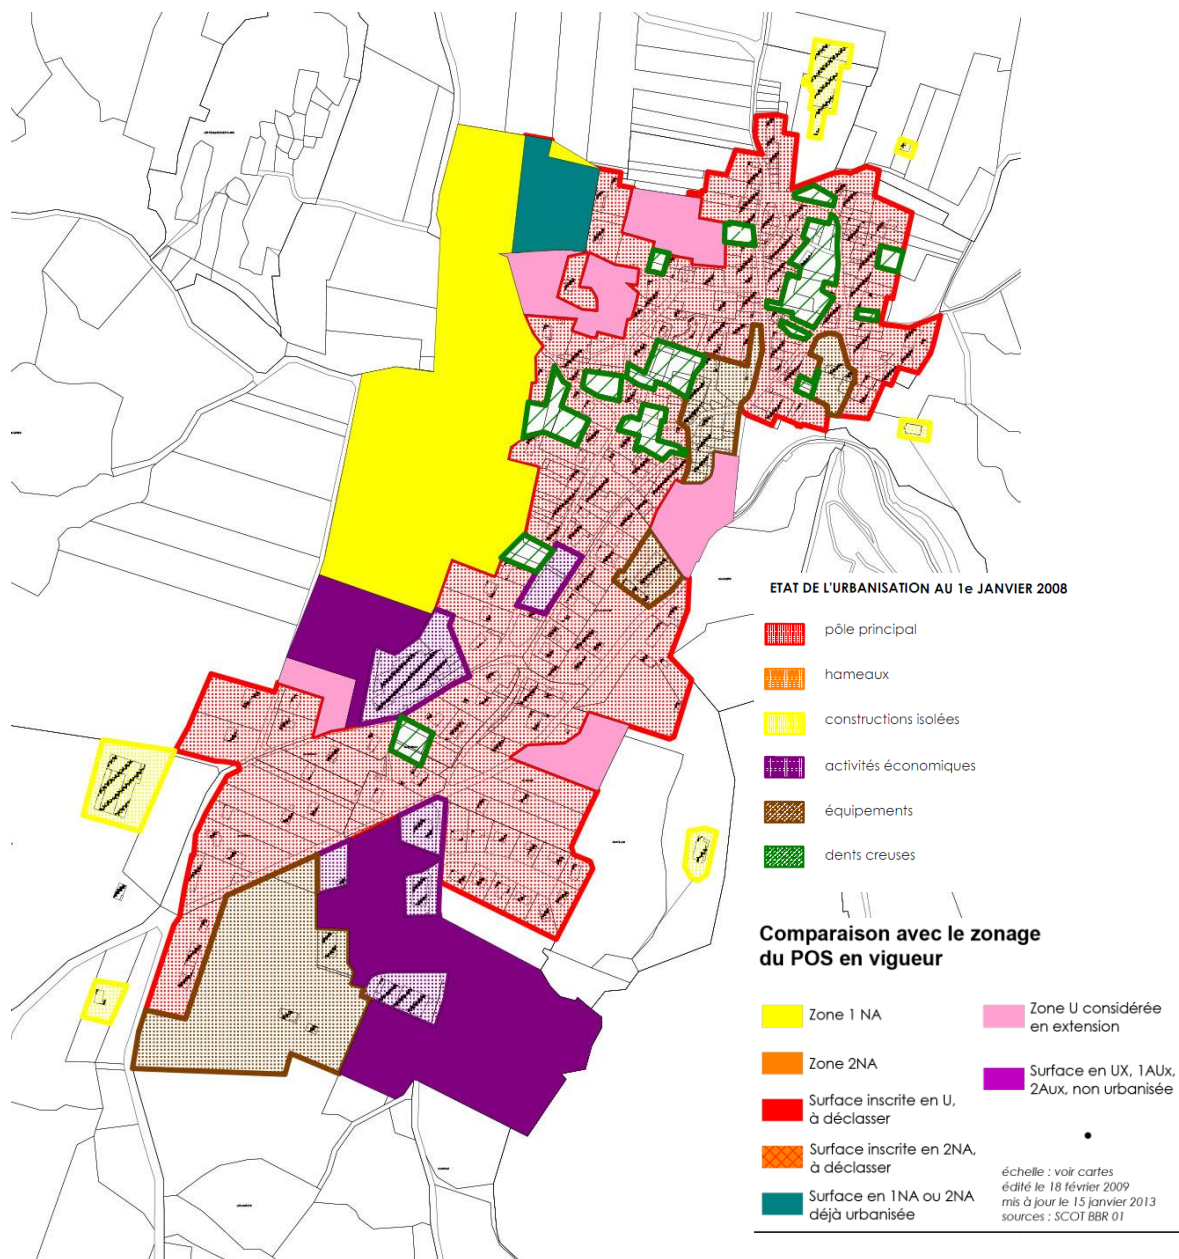 ETAT DE L'URBANISATION AU 1e JANVIER 2008
pôle principal
hameaux
constructions isolées
activités économiques
équipements
dents creuses
Comparaison avec le zonage
du POS en vigueur
Zone 1 NA
Zone 2NA
Surface inscrite en U,
à déclasser
Surface inscrite en 2NA,
à déclasser
Surface en 1NA ou 2NA
déjà urbanisée
Zone U considérée
en extension
Surface en UX, 1AUx,
2Aux, non urbanisée
échelle : voir cartes
édité le 18 février 2009
mis à jour le 15 janvier 2013
sources : SCOT BBR 01